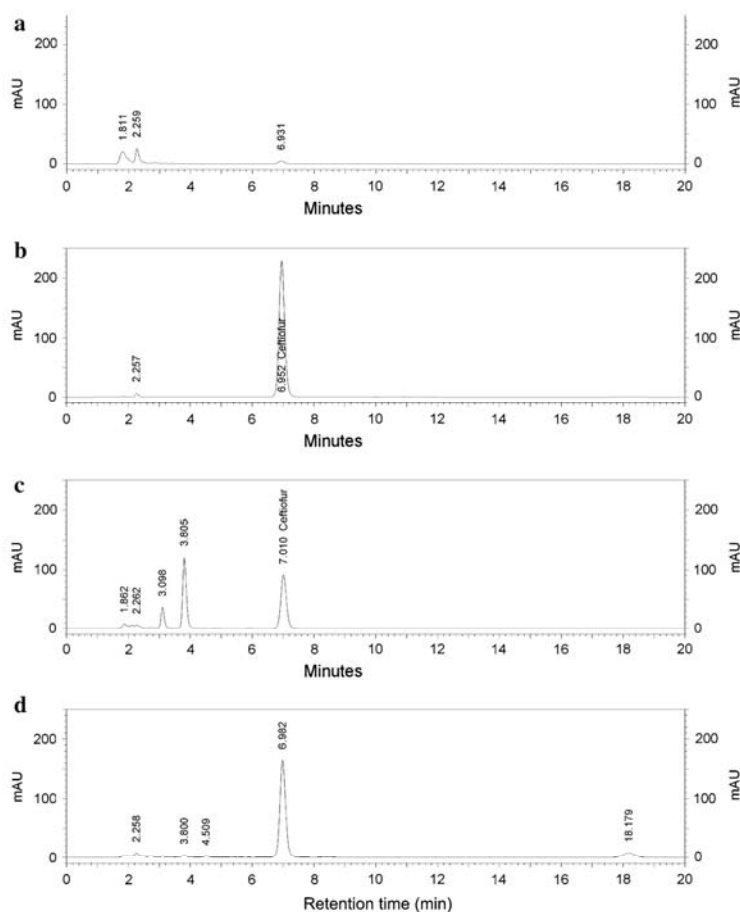 a
200
100
0
mAU
1.811
2.259
6.931
200
100
0
mAU
0 2 4 6 8 10 12 14 16 18 20
Minutes
b
200
100
0
mAU
2.257
6.952 Ceftiofur
200
100
0
mAU
0 2 4 6 8 10 12 14 16 18 20
Minutes
c
200
100
0
mAU
1.862
2.262
3.098
3.805
7.010 Ceftiofur
200
100
0
mAU
0 2 4 6 8 10 12 14 16 18 20
Minutes
d
200
100
0
mAU
2.258
3.800
4.509
6.982
18.179
200
100
0
mAU
0 2 4 6 8 10 12 14 16 18 20
Retention time (min)